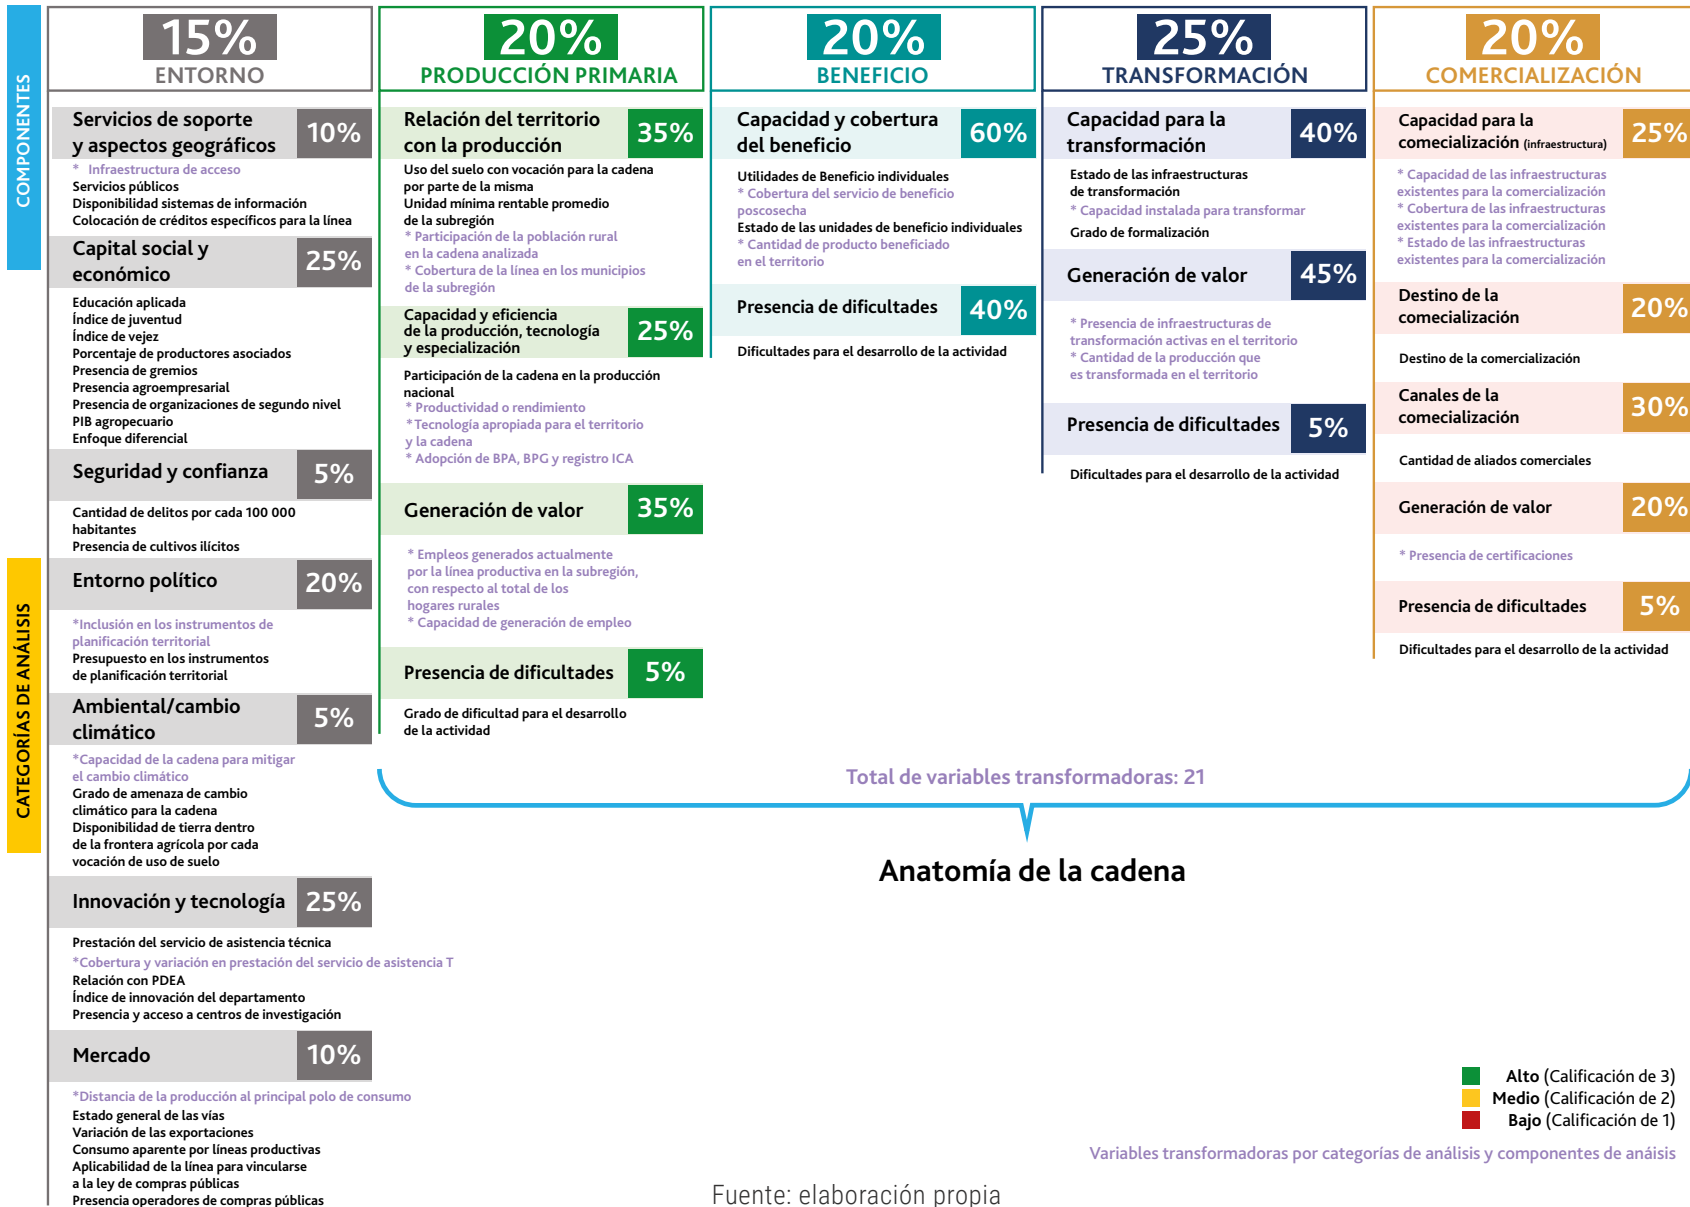 COMPONENTES
CATEGORÍAS DE ANÁLISIS
15%
ENTORNO
Servicios de soporte
y aspectos geográficos
10%
* Infraestructura de acceso
Servicios públicos
Disponibilidad sistemas de información
Colocación de créditos específicos para la línea
Capital social y
económico
25%
Educación aplicada
Índice de juventud
Índice de vejez
Porcentaje de productores asociados
Presencia de gremios
Presencia agroempresarial
Presencia de organizaciones de segundo nivel
PIB agropecuario
Enfoque diferencial
Seguridad y confianza
5%
Cantidad de delitos por cada 100 000
habitantes
Presencia de cultivos ilícitos
Entorno político
20%
*Inclusión en los instrumentos de
planificación territorial
Presupuesto en los instrumentos
de planificación territorial
Ambiental/cambio
climático
5%
*Capacidad de la cadena para mitigar
el cambio climático
Grado de amenaza de cambio
climático para la cadena
Disponibilidad de tierra dentro
de la frontera agrícola por cada
vocación de uso de suelo
Innovación y tecnología
25%
Prestación del servicio de asistencia técnica
*Cobertura y variación en prestación del servicio de asistencia T
Relación con PDEA
Índice de innovación del departamento
Presencia y acceso a centros de investigación
Mercado
10%
*Distancia de la producción al principal polo de consumo
Estado general de las vías
Variación de las exportaciones
Consumo aparente por líneas productivas
Aplicabilidad de la línea para vincularse
a la ley de compras públicas
Presencia operadores de compras públicas
20%
PRODUCCIÓN PRIMARIA
Relación del territorio
con la producción
35%
Uso del suelo con vocación para la cadena
por parte de la misma
Unidad mínima rentable promedio
de la subregión
* Participación de la población rural
en la cadena analizada
* Cobertura de la línea en los municipios
de la subregión
Capacidad y eficiencia
de la producción, tecnología
y especialización
25%
Participación de la cadena en la producción
nacional
* Productividad o rendimiento
*Tecnología apropiada para el territorio
y la cadena
* Adopción de BPA, BPG y registro ICA
Generación de valor
35%
* Empleos generados actualmente
por la línea productiva en la subregión,
con respecto al total de los
hogares rurales
* Capacidad de generación de empleo
Presencia de dificultades
5%
Grado de dificultad para el desarrollo
de la actividad
20%
BENEFICIO
Capacidad y cobertura
del beneficio
60%
Utilidades de Beneficio individuales
* Cobertura del servicio de beneficio
poscosecha
Estado de las unidades de beneficio individuales
* Cantidad de producto beneficiado
en el territorio
Presencia de dificultades
40%
Dificultades para el desarrollo de la actividad
25%
TRANSFORMACIÓN
Capacidad para la
transformación
40%
Estado de las infraestructuras
de transformación
* Capacidad instalada para transformar
Grado de formalización
Generación de valor
45%
* Presencia de infraestructuras de
transformación activas en el territorio
* Cantidad de la producción que
es transformada en el territorio
Presencia de dificultades
5%
Dificultades para el desarrollo de la actividad
20%
COMERCIALIZACIÓN
Capacidad para la
comecialización (infraestructura)
25%
* Capacidad de las infraestructuras
existentes para la comercialización
* Cobertura de las infraestructuras
existentes para la comercialización
* Estado de las infraestructuras
existentes para la comercialización
Destino de la
comecialización
20%
Destino de la comercialización
Canales de la
comecialización
30%
Cantidad de aliados comerciales
Generación de valor
20%
* Presencia de certificaciones
Presencia de dificultades
5%
Dificultades para el desarrollo de la actividad
Total de variables transformadoras: 21
Anatomía de la cadena
Alto (Calificación de 3)
Medio (Calificación de 2)
Bajo (Calificación de 1)
Variables transformadoras por categorías de análisis y componentes de anáisis
Fuente: elaboración propia